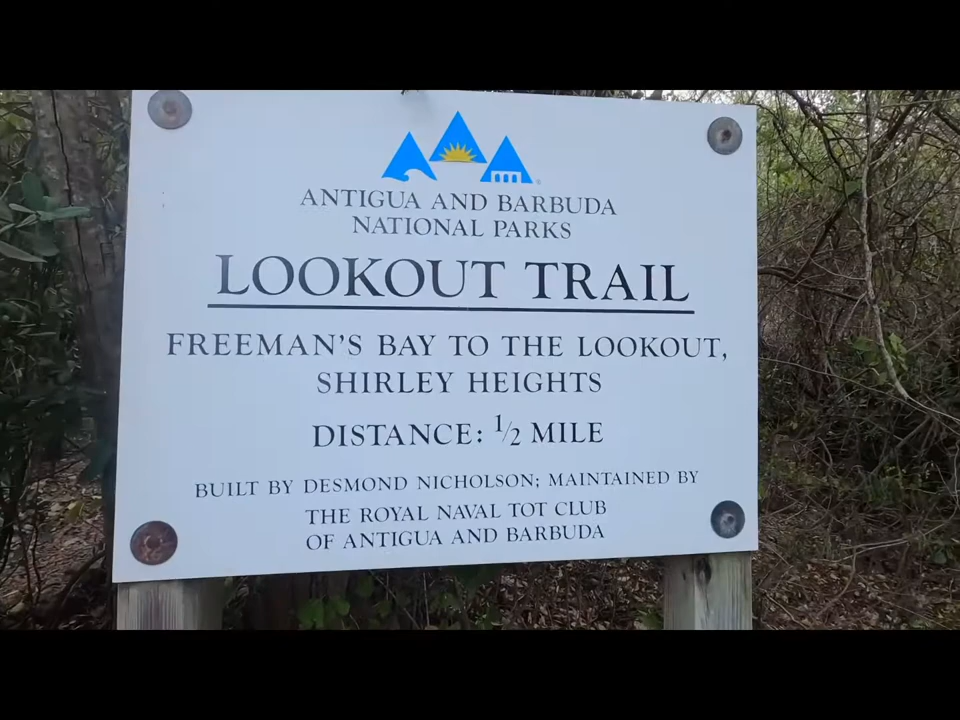 ANTIGUA AND BARBUDA
NATIONAL PARKS
LOOKOUT TRAIL
FREEMAN'S BAY TO THE LOOKOUT,
SHIRLEY HEIGHTS
DISTANCE: 1/2 MILE
BUILT BY DESMOND NICHOLSON; MAINTAINED BY
THE ROYAL NAVAL TOT CLUB
OF ANTIGUA AND BARBUDA